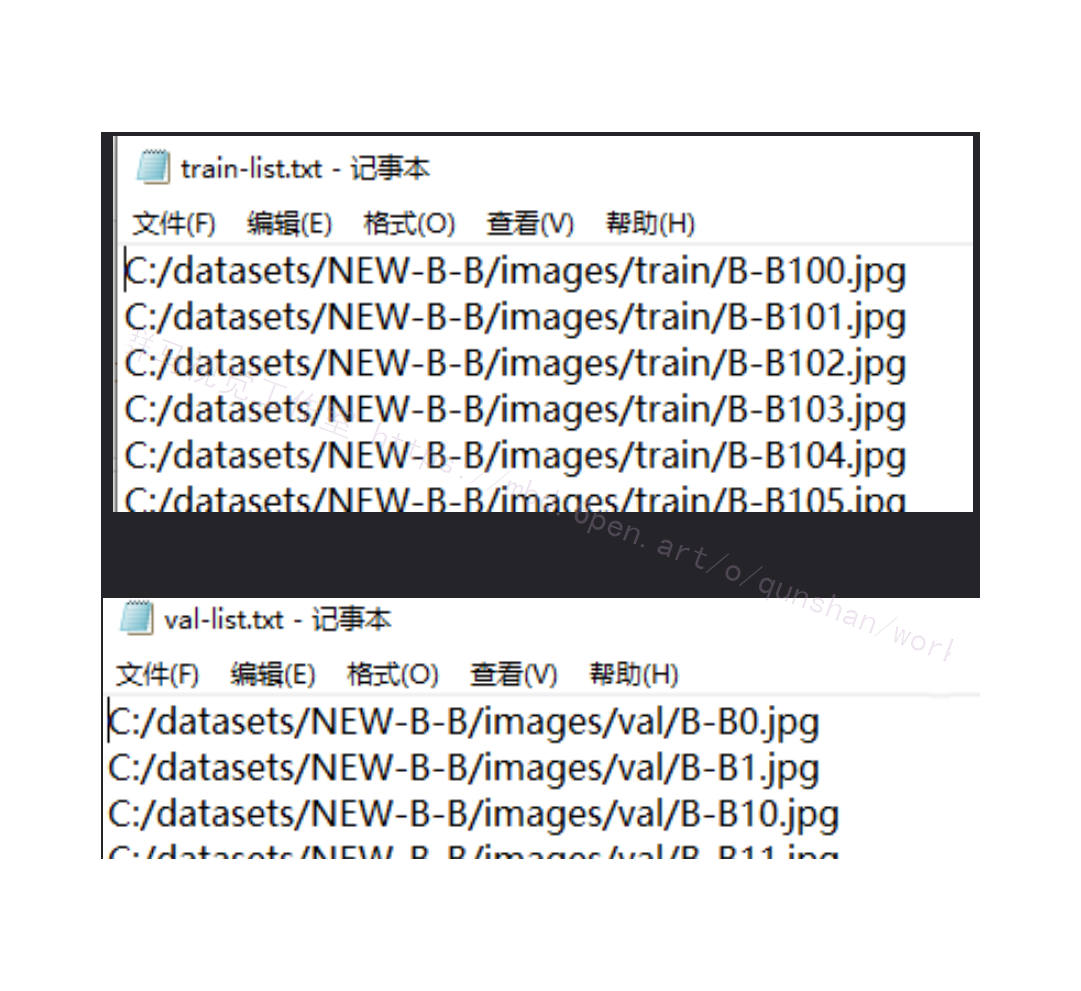 train-list.txt - 记事本
文件(F) 编辑(E) 格式(O) 查看(V) 帮助(H)
C:/datasets/NEW-B-B/images/train/B-B100.jpg
C:/datasets/NEW-B-B/images/train/B-B101.jpg
C:/datasets/NEW-B-B/images/train/B-B102.jpg
C:/datasets/NEW-B-B/images/train/B-B103.jpg
C:/datasets/NEW-B-B/images/train/B-B104.jpg
C:/datasets/NEW-B-B/images/train/B-B105.jpg
val-list.txt - 记事本
文件(F) 编辑(E) 格式(O) 查看(V) 帮助(H)
C:/datasets/NEW-B-B/images/val/B-B0.jpg
C:/datasets/NEW-B-B/images/val/B-B1.jpg
C:/datasets/NEW-B-B/images/val/B-B10.jpg
C:/datasets/NEW-B-B/images/val/B-B11.jpg